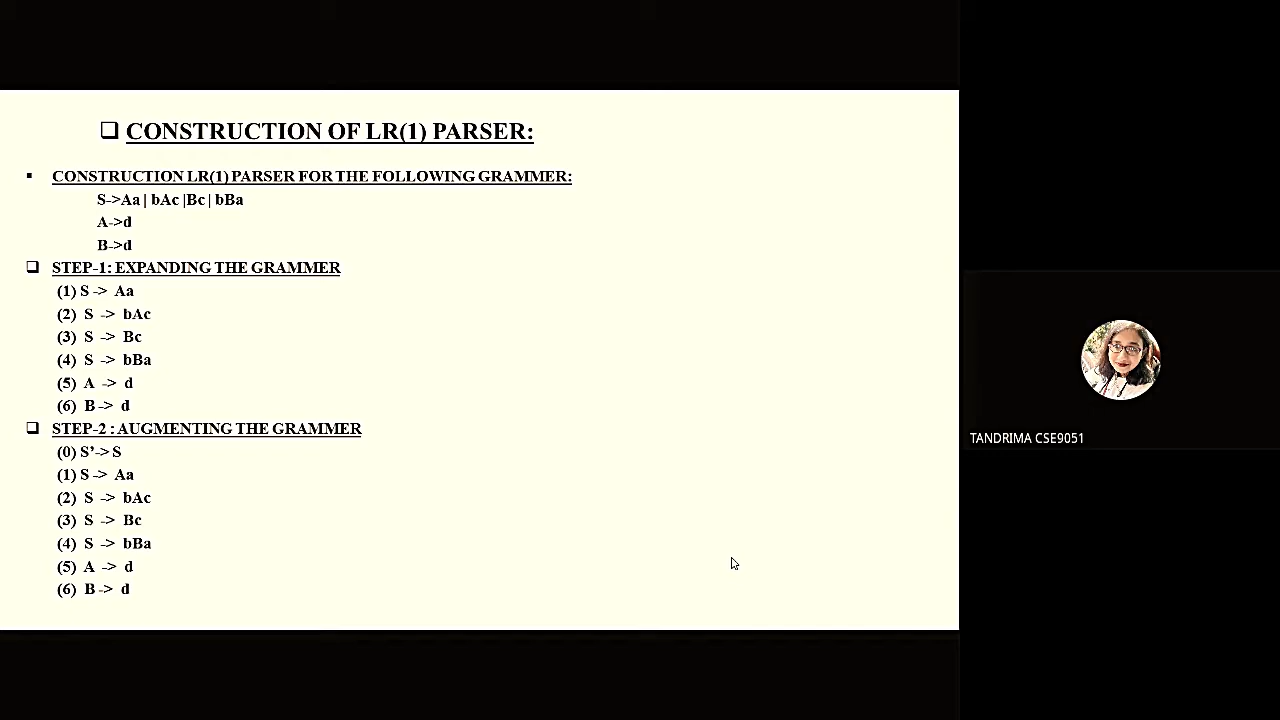 ❑ CONSTRUCTION OF LR(1) PARSER:
▪ CONSTRUCTION LR(1) PARSER FOR THE FOLLOWING GRAMMER:
S->Aa | bAc |Bc | bBa
A->d
B->d
❑ STEP-1: EXPANDING THE GRAMMER
(1) S -> Aa
(2) S -> bAc
(3) S -> Bc
(4) S -> bBa
(5) A -> d
(6) B -> d
❑ STEP-2 : AUGMENTING THE GRAMMER
(0) S’-> S
(1) S -> Aa
(2) S -> bAc
(3) S -> Bc
(4) S -> bBa
(5) A -> d
(6) B -> d
TANDRIMA CSE9051